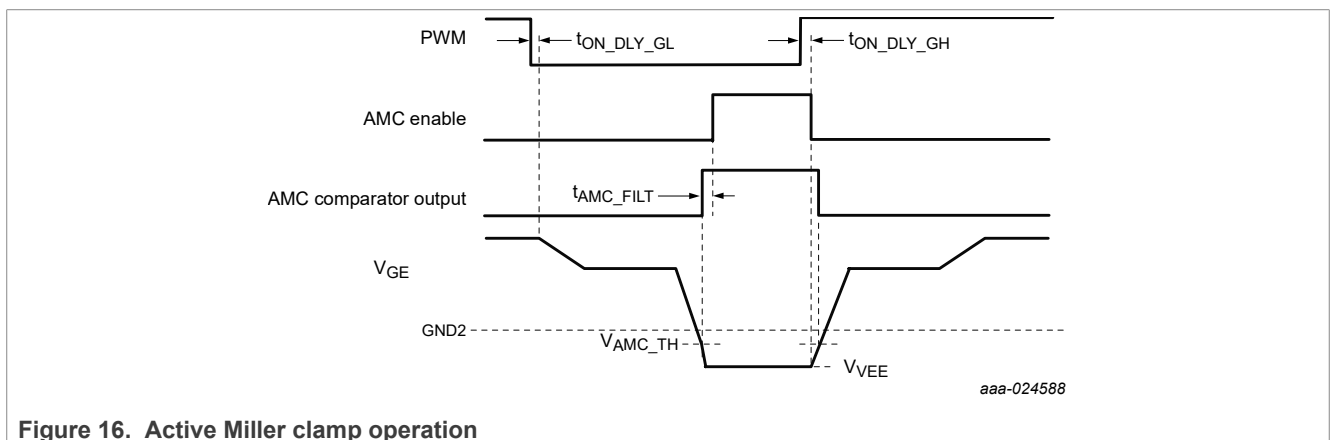 PWM
tON_DLY_GL
tON_DLY_GH
AMC enable
AMC comparator output
tAMC_FILT
VGE
GND2
VAMC_TH
VVEE
aaa-024588
Figure 16. Active Miller clamp operation